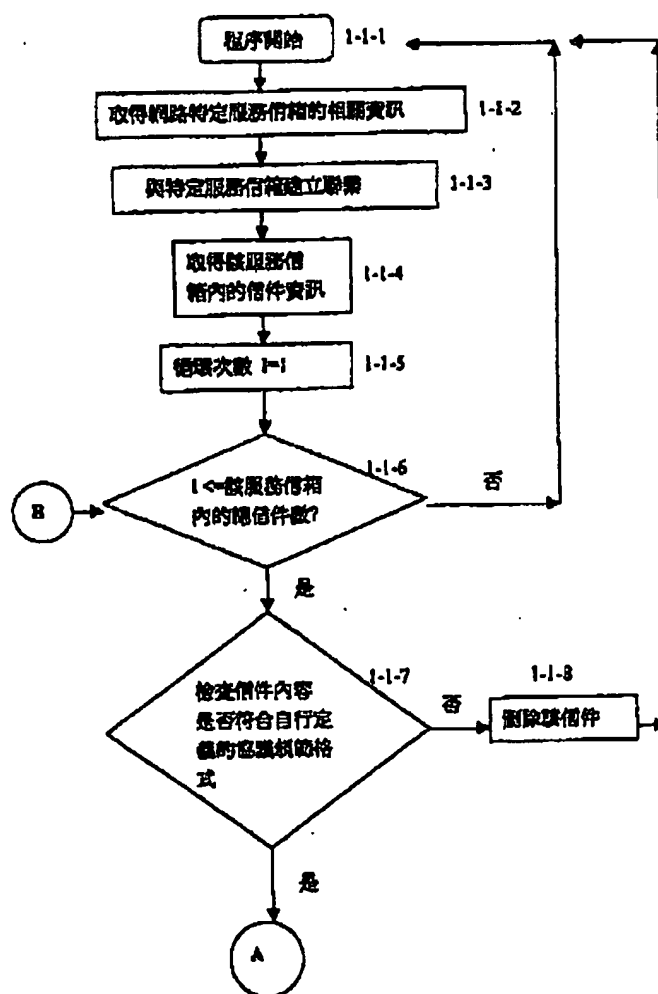 程序開始 1-1-1
取得網路特定服務信箱的相關資訊 1-1-2
與特定服務信箱建立聯繫 1-1-3
取得該服務信
箱內的信件資訊
1-1-4
循環次數 I=1 1-1-5
1-1-6
I <=該服務信箱
內的總信件數?
否
B
是
1-1-7
檢查信件內容
是否符合自行定
義的協議規範格
式
否
1-1-8
刪除該信件
是
A